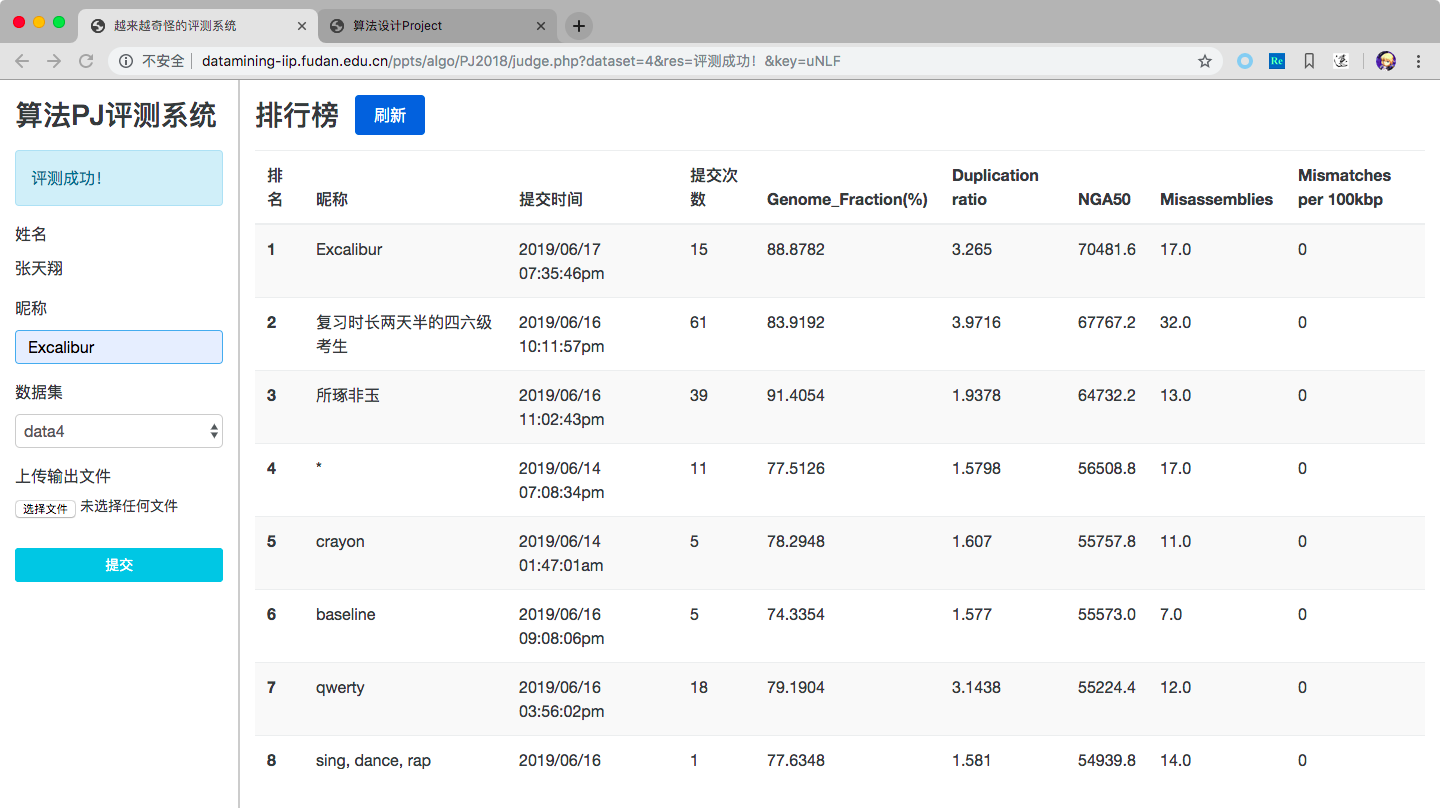 越来越奇怪的评测系统
算法设计Project
不安全 datamining-iip.fudan.edu.cn/ppts/algo/PJ2018/judge.php?dataset=4&res=评测成功！&key=uNLF
Re
算法PJ评测系统
评测成功！
姓名
张天翔
昵称
Excalibur
数据集
data4
上传输出文件
选择文件 未选择任何文件
提交
排行榜 刷新
排名 昵称 提交时间 提交次数 Genome_Fraction(%) Duplication ratio NGA50 Misassemblies Mismatches per 100kbp
1 Excalibur 2019/06/17 07:35:46pm 15 88.8782 3.265 70481.6 17.0 0
2 复习时长两天半的四六级考生 2019/06/16 10:11:57pm 61 83.9192 3.9716 67767.2 32.0 0
3 所琢非玉 2019/06/16 11:02:43pm 39 91.4054 1.9378 64732.2 13.0 0
4 * 2019/06/14 07:08:34pm 11 77.5126 1.5798 56508.8 17.0 0
5 crayon 2019/06/14 01:47:01am 5 78.2948 1.607 55757.8 11.0 0
6 baseline 2019/06/16 09:08:06pm 5 74.3354 1.577 55573.0 7.0 0
7 qwerty 2019/06/16 03:56:02pm 18 79.1904 3.1438 55224.4 12.0 0
8 sing, dance, rap 2019/06/16 1 77.6348 1.581 54939.8 14.0 0